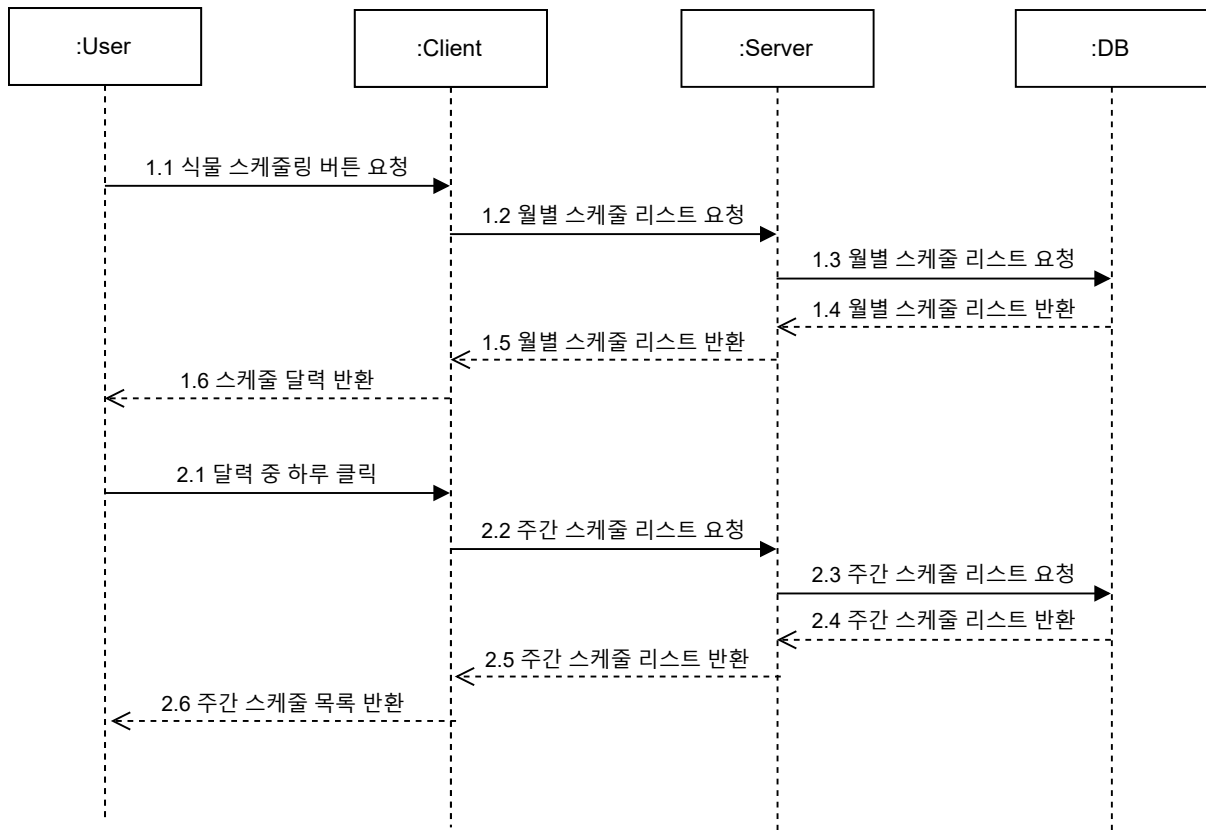 :User
:Client
:Server
:DB
1.1 식물 스케줄링 버튼 요청
1.2 월별 스케줄 리스트 요청
1.3 월별 스케줄 리스트 요청
1.4 월별 스케줄 리스트 반환
1.5 월별 스케줄 리스트 반환
1.6 스케줄 달력 반환
2.1 달력 중 하루 클릭
2.2 주간 스케줄 리스트 요청
2.3 주간 스케줄 리스트 요청
2.4 주간 스케줄 리스트 반환
2.5 주간 스케줄 리스트 반환
2.6 주간 스케줄 목록 반환